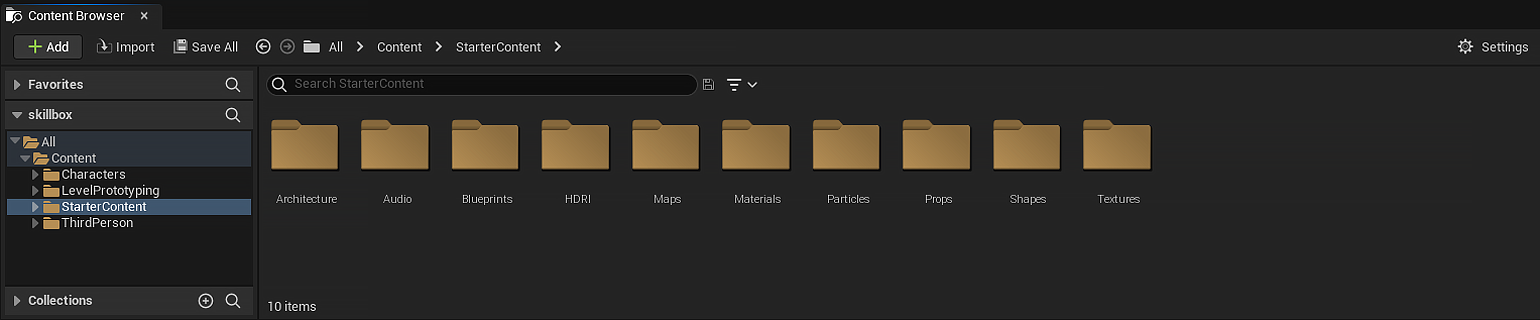 Content Browser
Add Import Save All All Content StarterContent Settings
Favorites
Search StarterContent
skillbox
All
Content
Characters
LevelPrototyping
StarterContent
ThirdPerson
Architecture Audio Blueprints HDRI Maps Materials Particles Props Shapes Textures
Collections
10 items